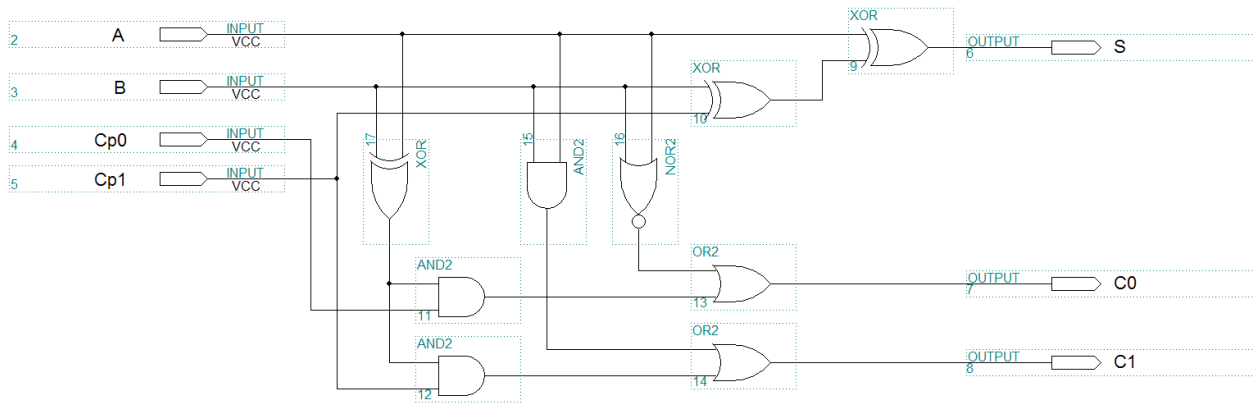 XOR
2 A INPUT VCC 9 OUTPUT 6 S
XOR
3 B INPUT VCC 10
4 Cp0 INPUT VCC 17 XOR 15 AND2 16 NOR2
5 Cp1 INPUT VCC
AND2 OR2
11 13 OUTPUT 7 C0
AND2 OR2
12 14 OUTPUT 8 C1